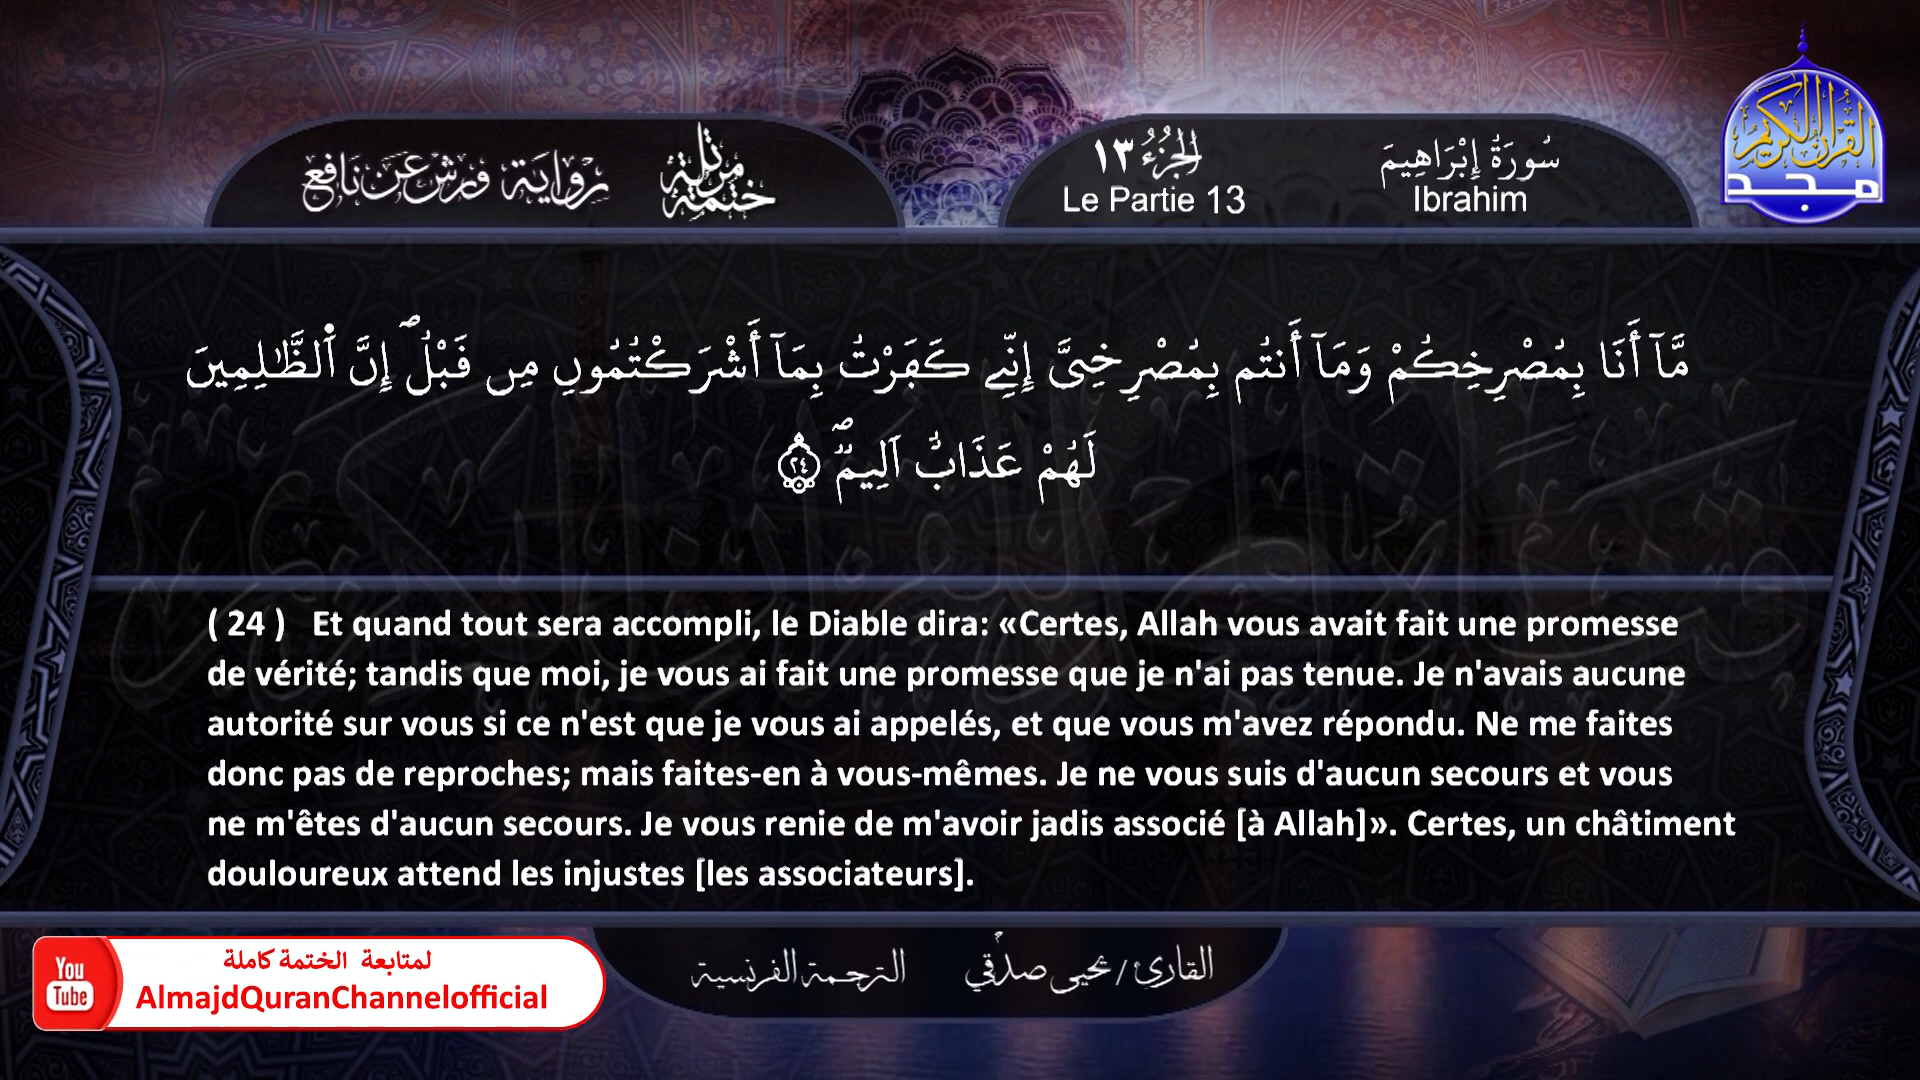 ختمة مرتلة رواية ورش عن نافع
سُورَةُ إِبْرَاهِيمَ الجُزْءُ ١٣
Ibrahim Le Partie 13
القرآن الكريم
مجد
مَّآ أَنَا بِمُصْرِخِكُمْ وَمَآ أَنتُم بِمُصْرِخِيَّ إِنِّے كَفَرْتُ بِمَآ أَشْرَكْتُمُونِ مِن قَبْلُۖ إِنَّ اَ۬لظَّٰلِمِينَ
لَهُمْ عَذَابٌ اَلِيمٞۖ ٢٤
( 24 ) Et quand tout sera accompli, le Diable dira: «Certes, Allah vous avait fait une promesse
de vérité; tandis que moi, je vous ai fait une promesse que je n'ai pas tenue. Je n'avais aucune
autorité sur vous si ce n'est que je vous ai appelés, et que vous m'avez répondu. Ne me faites
donc pas de reproches; mais faites-en à vous-mêmes. Je ne vous suis d'aucun secours et vous
ne m'êtes d'aucun secours. Je vous renie de m'avoir jadis associé [à Allah]». Certes, un châtiment
douloureux attend les injustes [les associateurs].
القارئ / يحيى صدقي الترجمة الفرنسية
You
Tube
لمتابعة الختمة كاملة
AlmajdQuranChannelofficial